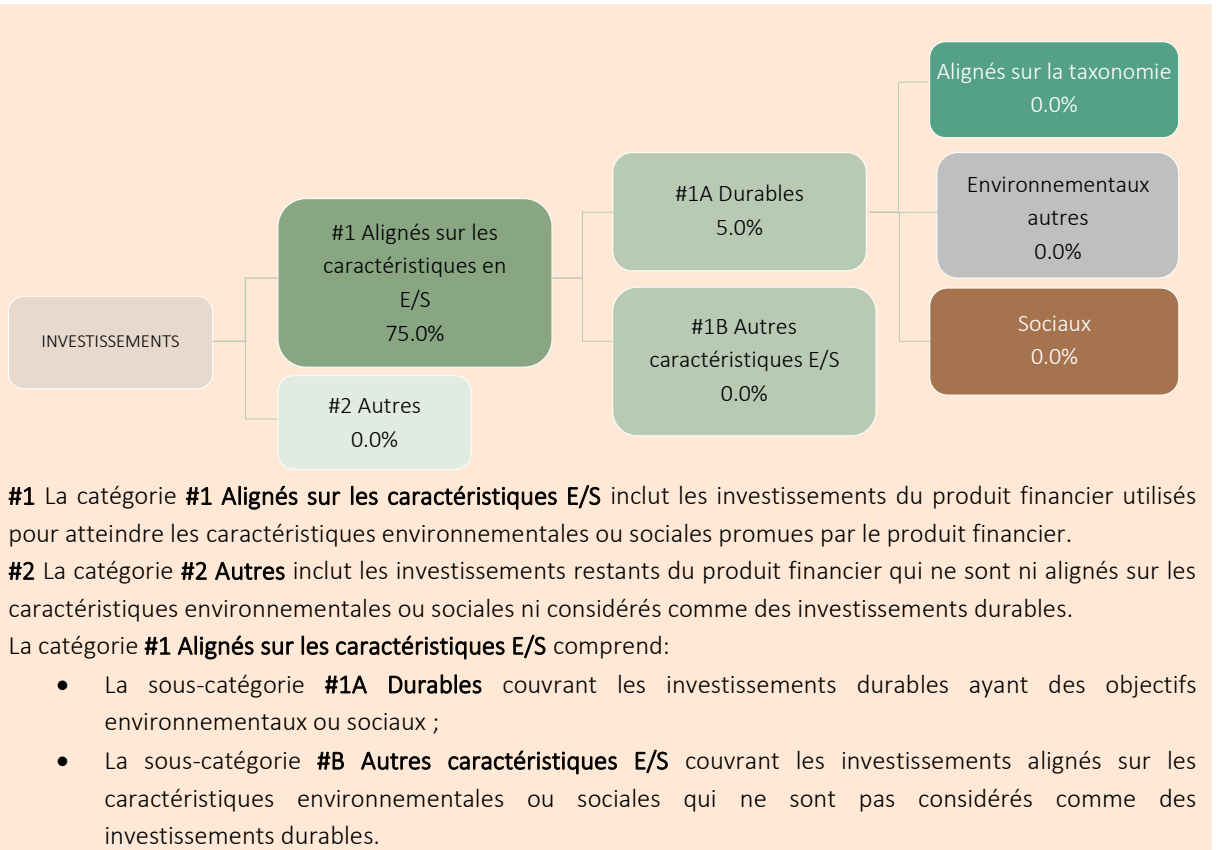 Alignés sur la taxonomie
0.0%
#1A Durables
5.0%
Environnementaux
autres
0.0%
#1 Alignés sur les
caractéristiques en
E/S
75.0%
INVESTISSEMENTS
#1B Autres
caractéristiques E/S
0.0%
Sociaux
0.0%
#2 Autres
0.0%
#1 La catégorie #1 Alignés sur les caractéristiques E/S inclut les investissements du produit financier utilisés
pour atteindre les caractéristiques environnementales ou sociales promues par le produit financier.
#2 La catégorie #2 Autres inclut les investissements restants du produit financier qui ne sont ni alignés sur les
caractéristiques environnementales ou sociales ni considérés comme des investissements durables.
La catégorie #1 Alignés sur les caractéristiques E/S comprend:
• La sous-catégorie #1A Durables couvrant les investissements durables ayant des objectifs
environnementaux ou sociaux ;
• La sous-catégorie #B Autres caractéristiques E/S couvrant les investissements alignés sur les
caractéristiques environnementales ou sociales qui ne sont pas considérés comme des
investissements durables.